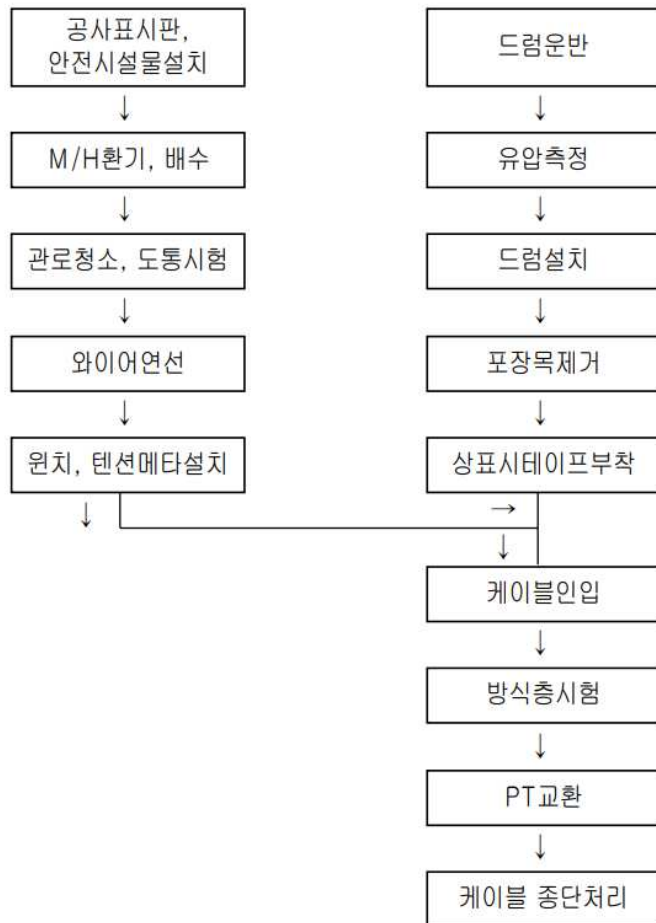 공사표시판,
안전시설물설치
↓
M/H환기, 배수
↓
관로청소, 도통시험
↓
와이어연선
↓
윈치, 텐션메타설치
↓
드럼운반
↓
유압측정
↓
드럼설치
↓
포장목제거
↓
상표시테이프부착
→
↓
케이블인입
↓
방식층시험
↓
PT교환
↓
케이블 종단처리